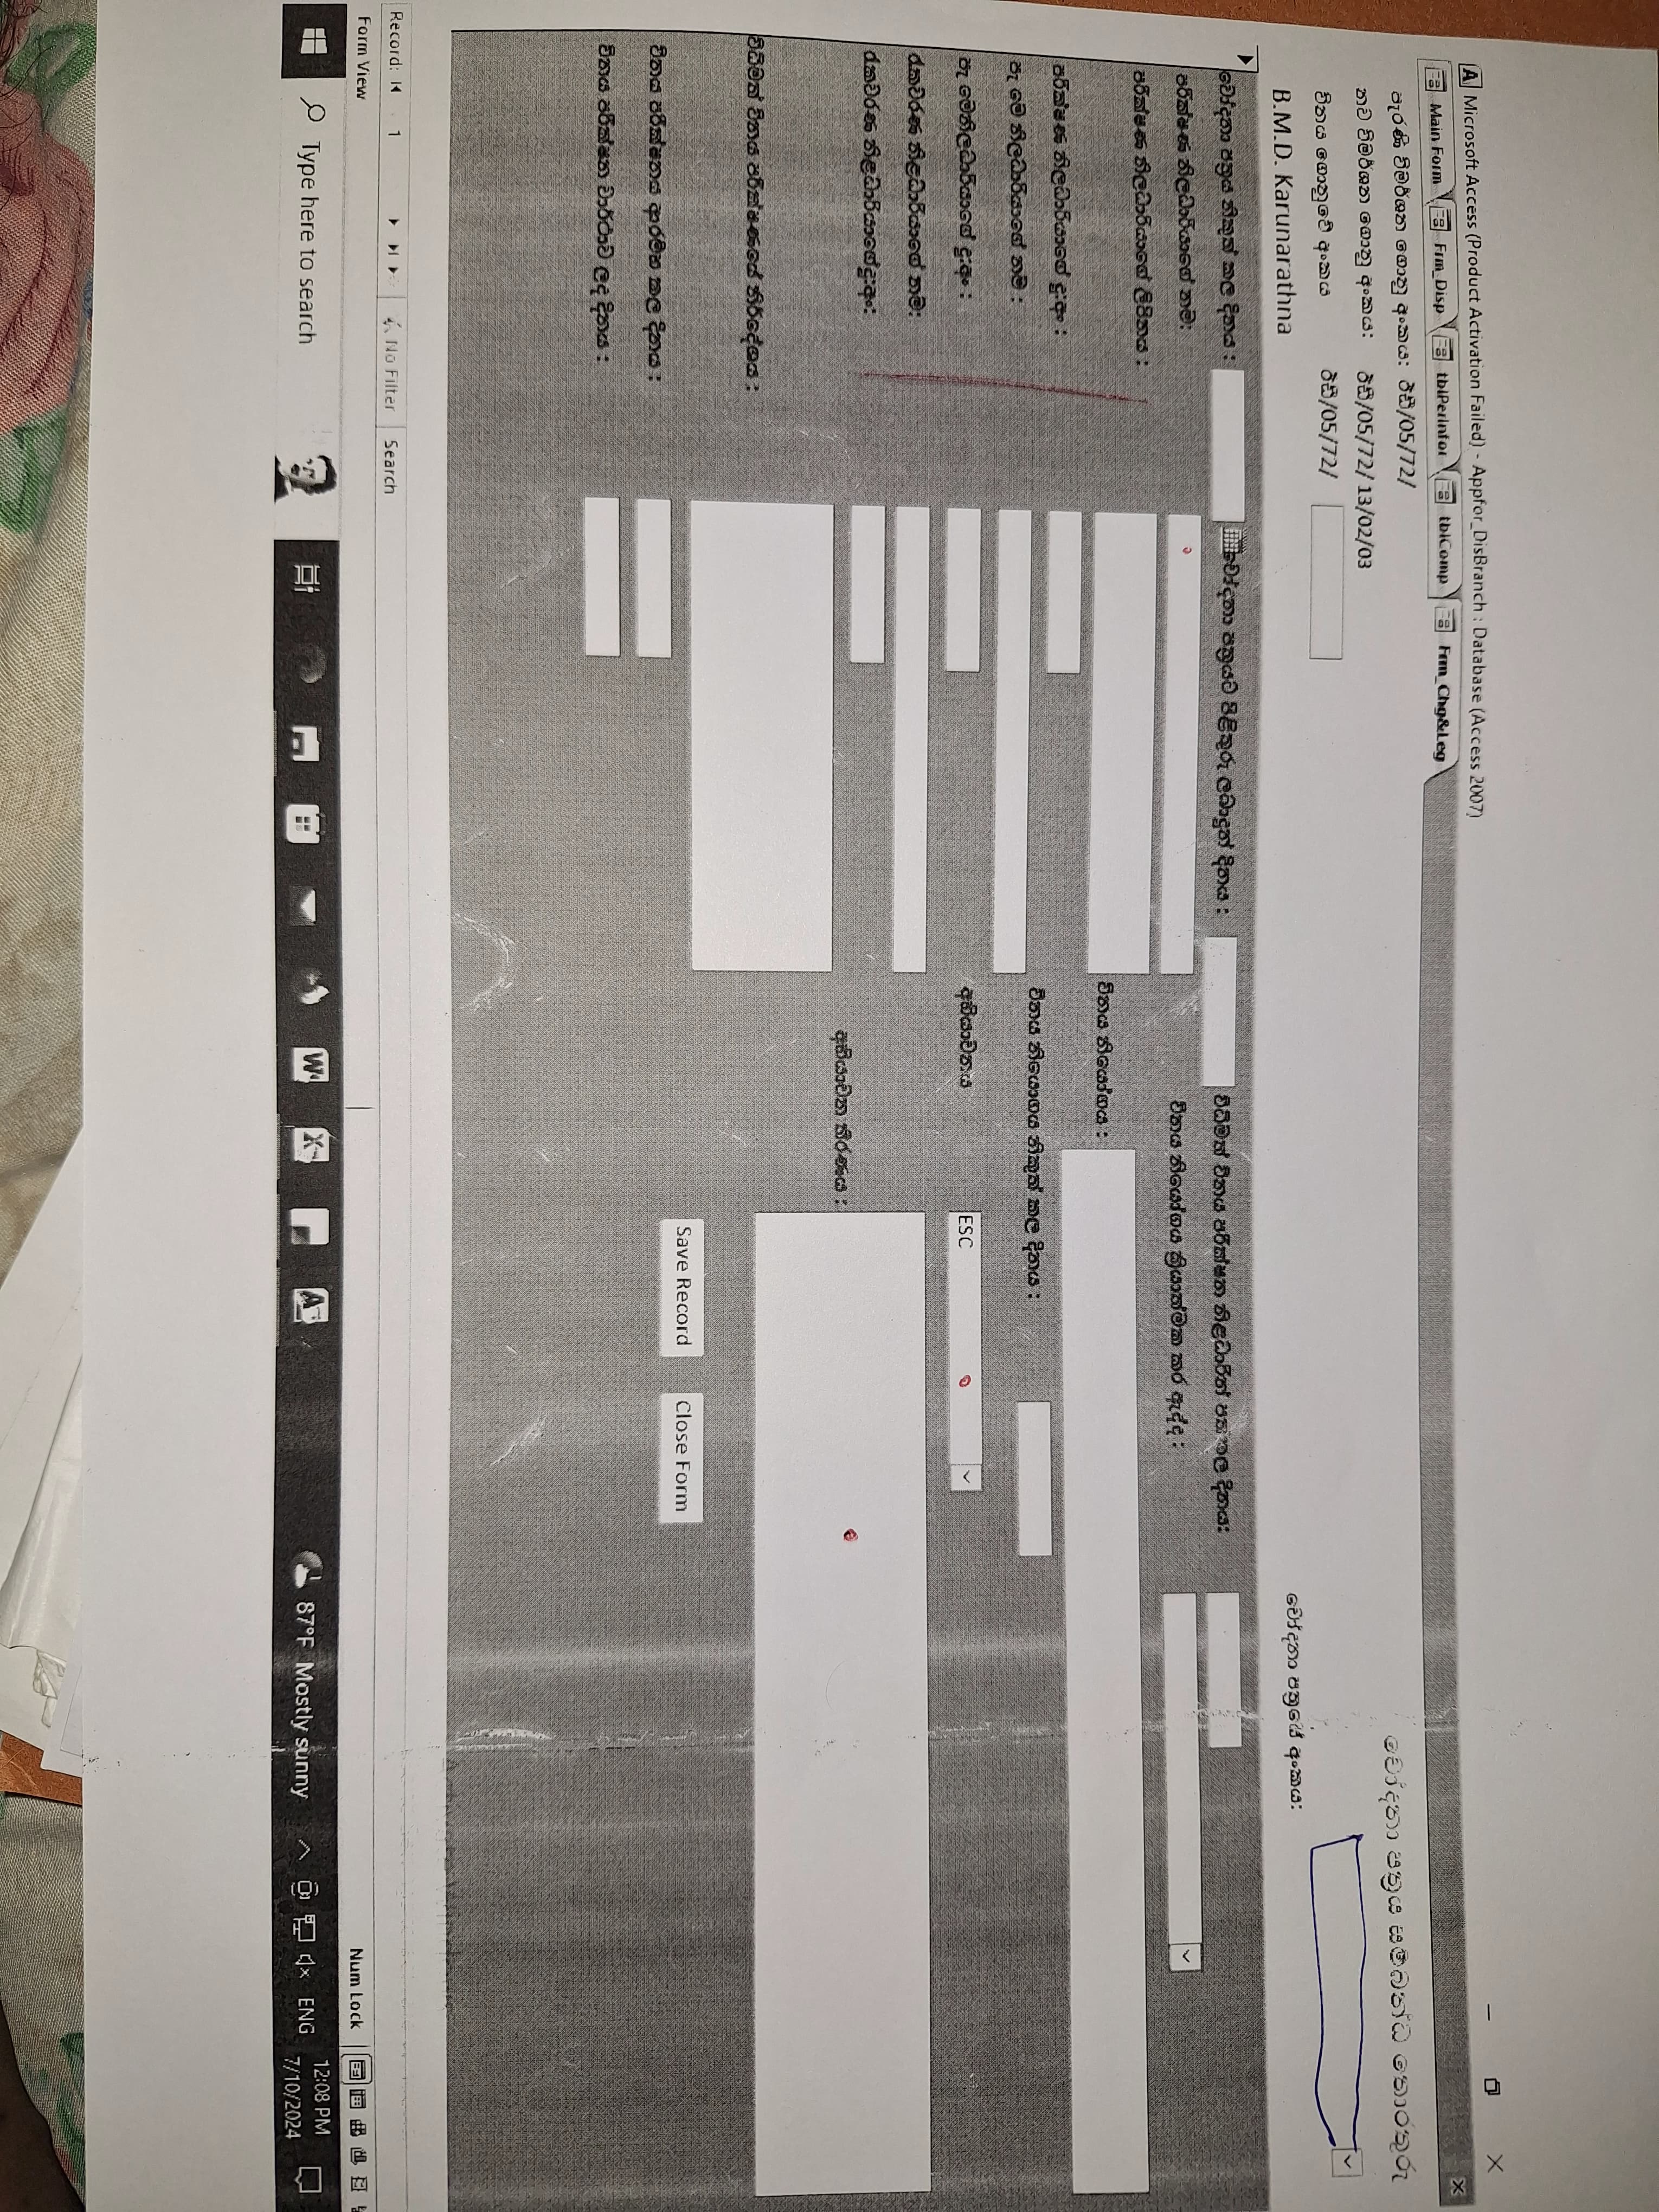 Microsoft Access (Product Activation Failed) - Appfor_DisBranch : Database (Access 2007)
Main Form Frm_Disp tblPerInfor tblComp Frm_Chg&Leg
පැරණි විමර්ශන ගොනු අංකය: ඊඩී/05/72/
චෝදනා පත්‍රය සම්බන්ධ තොරතුරු
නව විමර්ශන ගොනු අංකය: ඊඩී/05/72/ 13/02/03
විනය ගොනුවේ අංකය ඊඩී/05/72/
චෝදනා පත්‍රයේ අංකය:
B.M.D. Karunarathna
චෝදනා පත්‍රය නිකුත් කල දිනය : චෝදනා පත්‍රයට පිළිතුරු ලබාදුන් දිනය : විධිමත් විනය පරීක්ෂන නිළධාරීන් පත් කල දිනය:
පරීක්ෂණ නිලධාරියාගේ නම: විනය නියෝගය ක්‍රියාත්මක කර ඇද්ද :
පරීක්ෂණ නිලධාරියාගේ ලිපිනය :
විනය නියෝගය :
පරීක්ෂණ නිලධාරියාගේ දු:අං :
විනය නියොගය නිකුත් කල දිනය :
පැ මෙ නිලධාරියාගේ නම :
පැ මෙනිලධාරියාගේ දු:අං : අභියාචනය ESC
රැකවරණ නිළධාරියාගේ නම:
රැකවරණ නිළධාරියාගේදු:අං:
අභියාචන තීරණය :
විධිමත් විනය පරීක්ෂණයේ නිර්දේශය :
Save Record Close Form
විනය පරීක්ෂනය ආරම්භ කල දිනය :
විනය පරීක්ෂන වාර්ථාව ලද දිනය :
Activate Windows
Record: 1 No Filter Search
Form View Num Lock
Type here to search 87°F Mostly sunny ENG 12:08 PM
7/10/2024